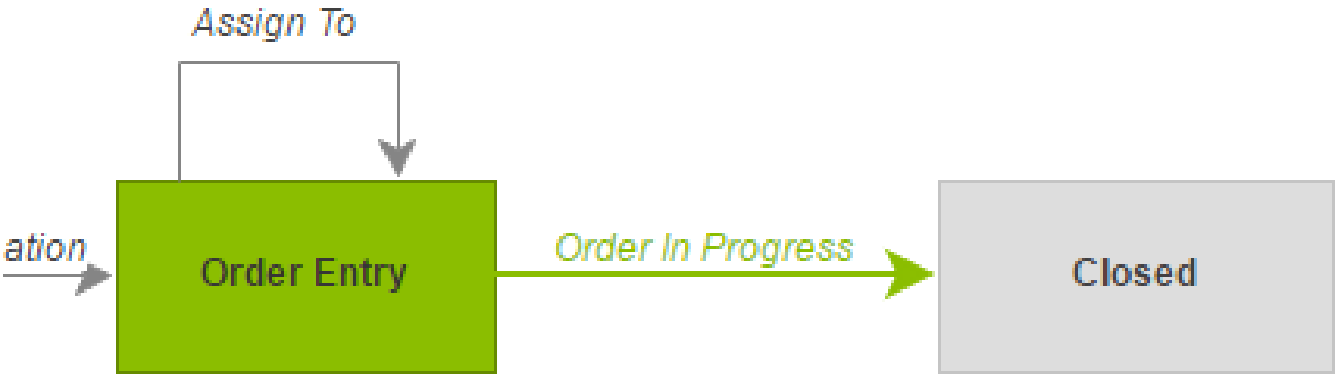 Assign To
ation
Order Entry
Order In Progress
Closed